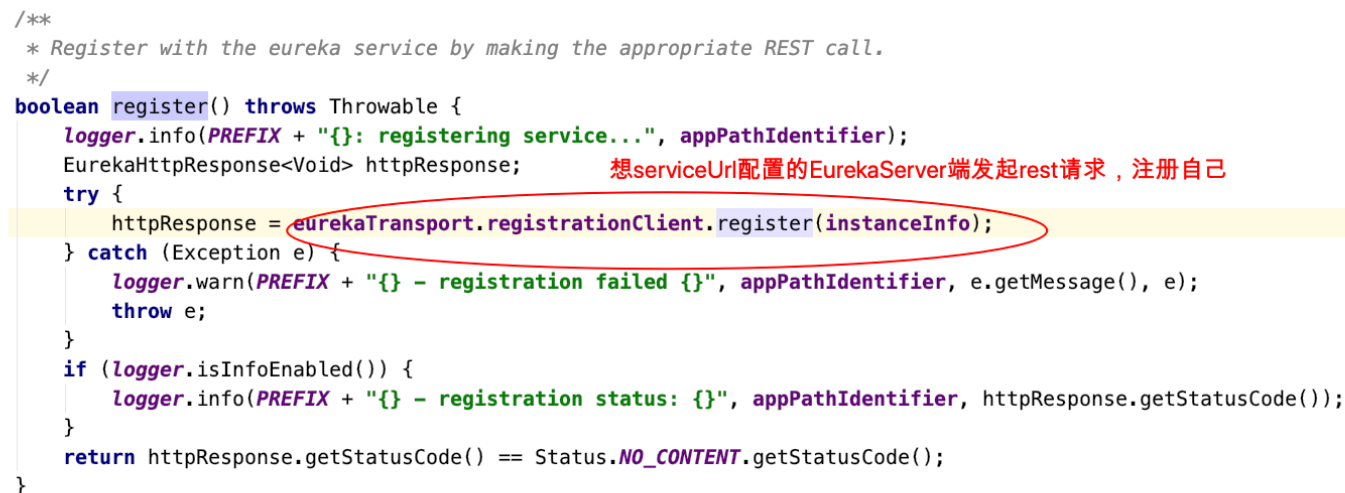 /**
 * Register with the eureka service by making the appropriate REST call.
 */
boolean register() throws Throwable {
    logger.info(PREFIX + "{}: registering service...", appPathIdentifier);
    EurekaHttpResponse<Void> httpResponse;
想serviceUrl配置的EurekaServer端发起rest请求，注册自己
    try {
        httpResponse = eurekaTransport.registrationClient.register(instanceInfo);
    } catch (Exception e) {
        logger.warn(PREFIX + "{} – registration failed {}", appPathIdentifier, e.getMessage(), e);
        throw e;
    }
    if (logger.isInfoEnabled()) {
        logger.info(PREFIX + "{} – registration status: {}", appPathIdentifier, httpResponse.getStatusCode());
    }
    return httpResponse.getStatusCode() == Status.NO_CONTENT.getStatusCode();
}